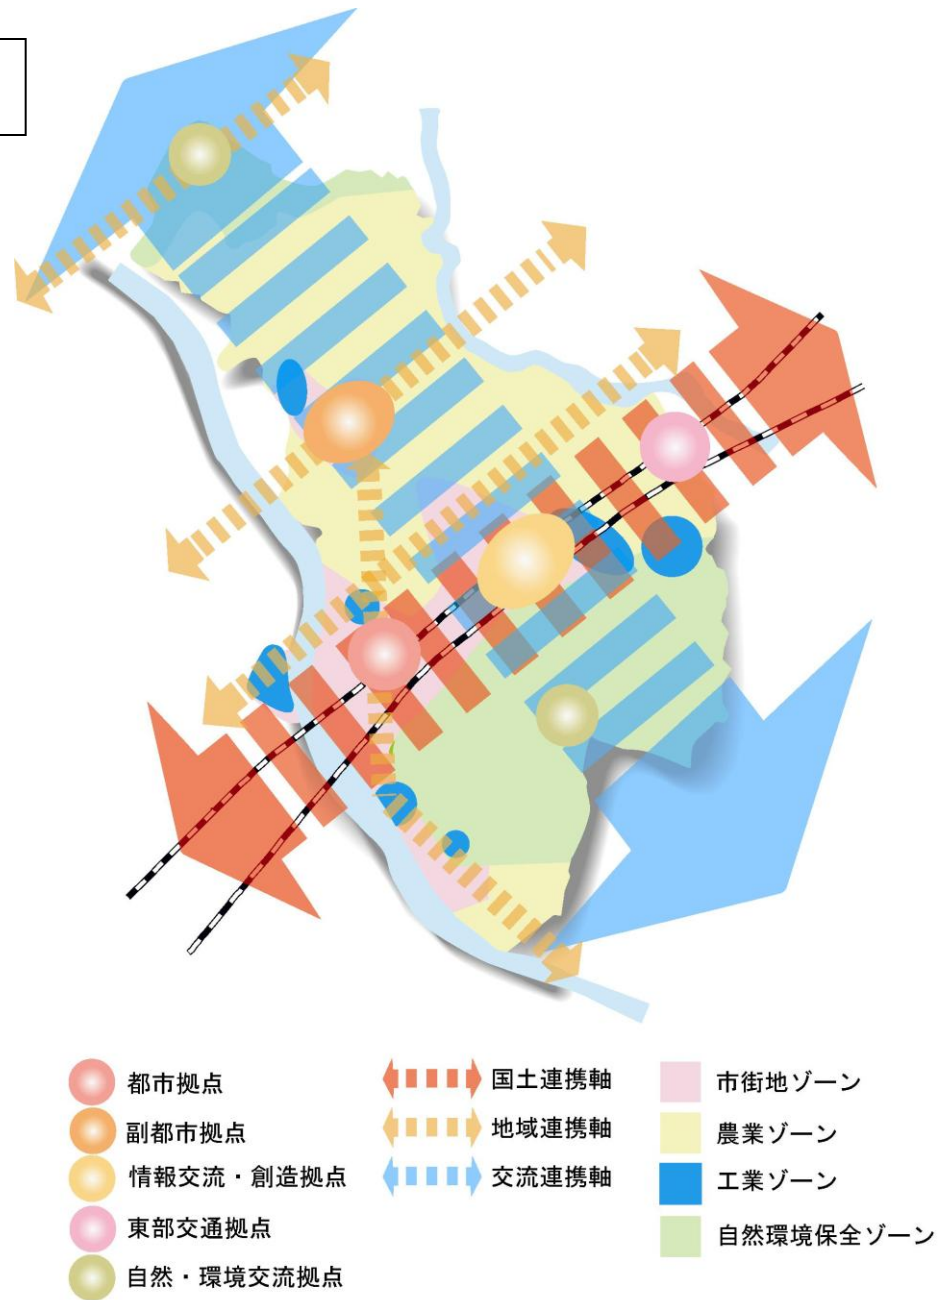 都市拠点
副都市拠点
情報交流・創造拠点
東部交通拠点
自然・環境交流拠点
国土連携軸
地域連携軸
交流連携軸
市街地ゾーン
農業ゾーン
工業ゾーン
自然環境保全ゾーン